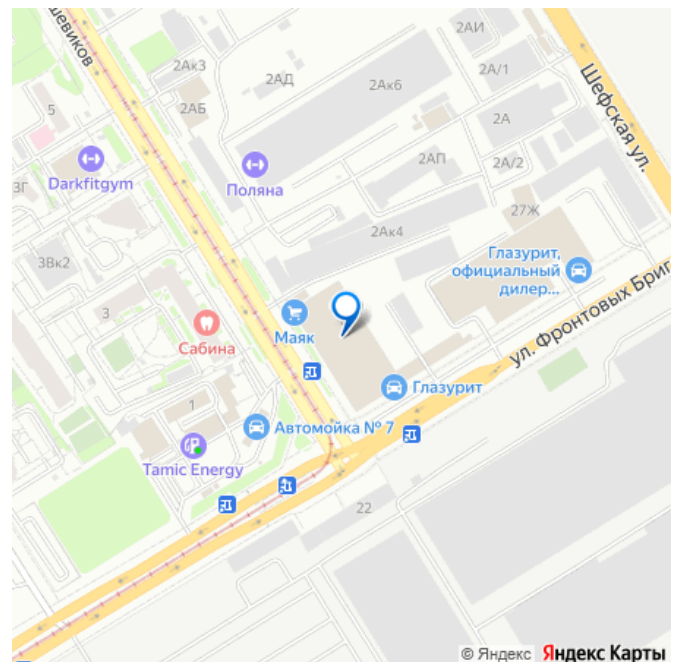 шевиков
2АИ
2Ак3
2АД
2Ак6
2А/1
Шефская ул.
5
2АБ
2А
Darkfitgym
3Г
Поляна
2АП
2А/2
27Ж
2Ак4
Глазурит,
официальный
дилер...
3Вк2
3
Сабина
Маяк
ул. Фронтовых Бриг
Глазурит
1
Автомойка № 7
Tamic Energy
22
© Яндекс Яндекс Карты